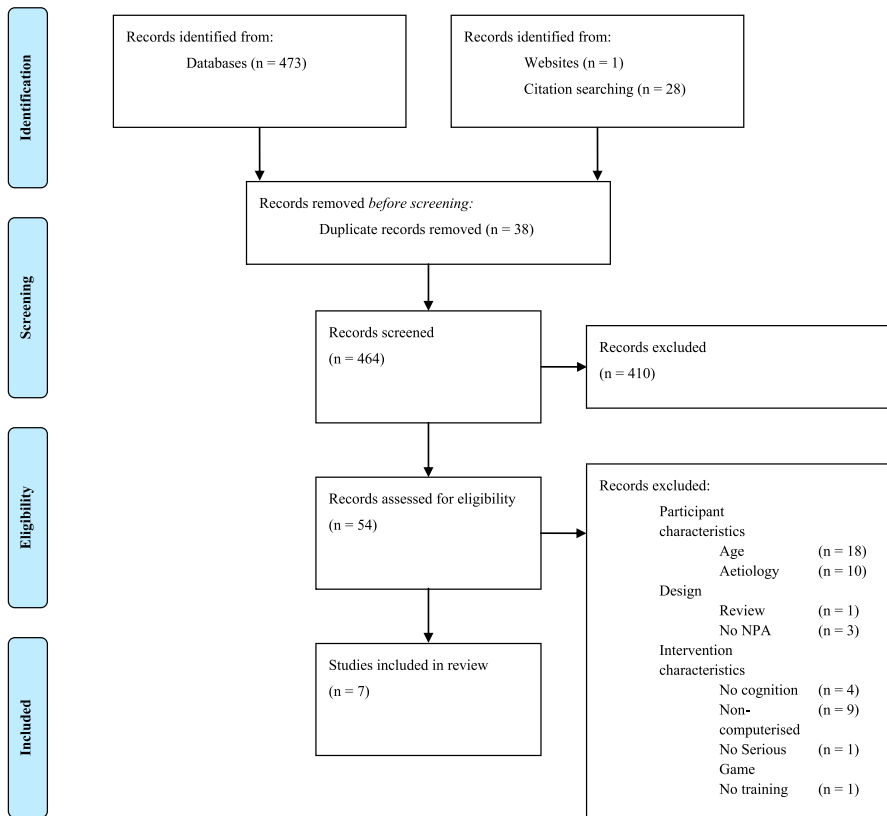 Identification
Records identified from:
Databases (n = 473)
Records identified from:
Websites (n = 1)
Citation searching (n = 28)
Records removed before screening:
Duplicate records removed (n = 38)
Screening
Records screened
(n = 464)
Records excluded
(n = 410)
Eligibility
Records assessed for eligibility
(n = 54)
Records excluded:
Participant
characteristics
Age (n = 18)
Aetiology (n = 10)
Design
Review (n = 1)
No NPA (n = 3)
Intervention
characteristics
No cognition (n = 4)
Non- (n = 9)
computerised
No Serious (n = 1)
Game
No training (n = 1)
Included
Studies included in review
(n = 7)